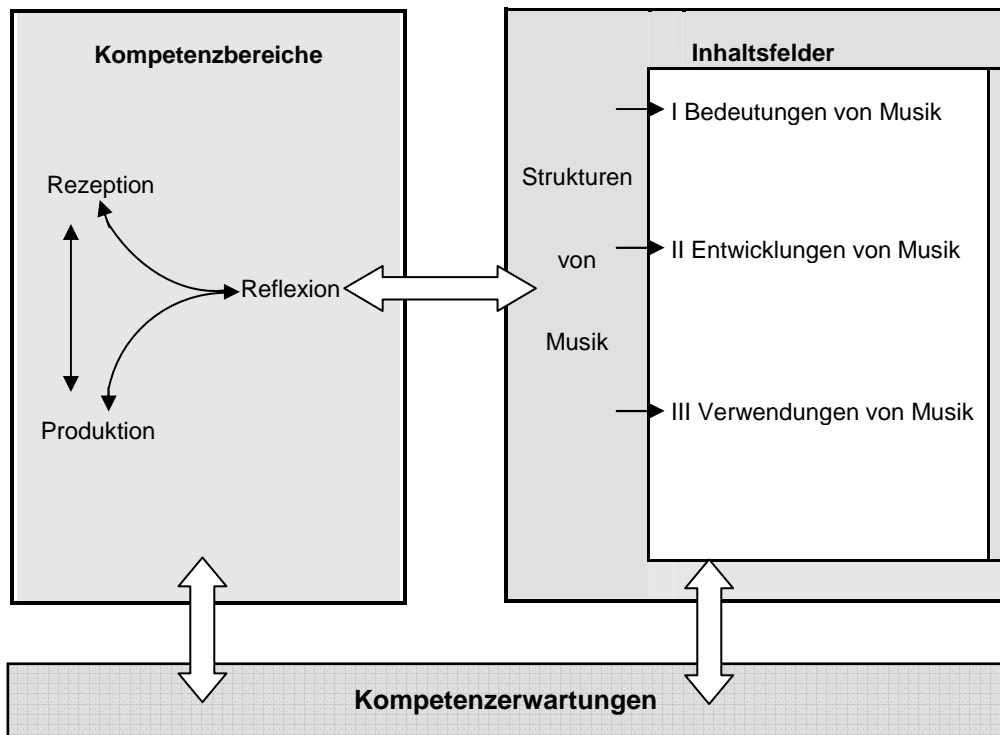 Kompetenzbereiche
Rezeption
Reflexion
Produktion
Inhaltsfelder
Strukturen
von
Musik
I Bedeutungen von Musik
II Entwicklungen von Musik
III Verwendungen von Musik
Kompetenzerwartungen